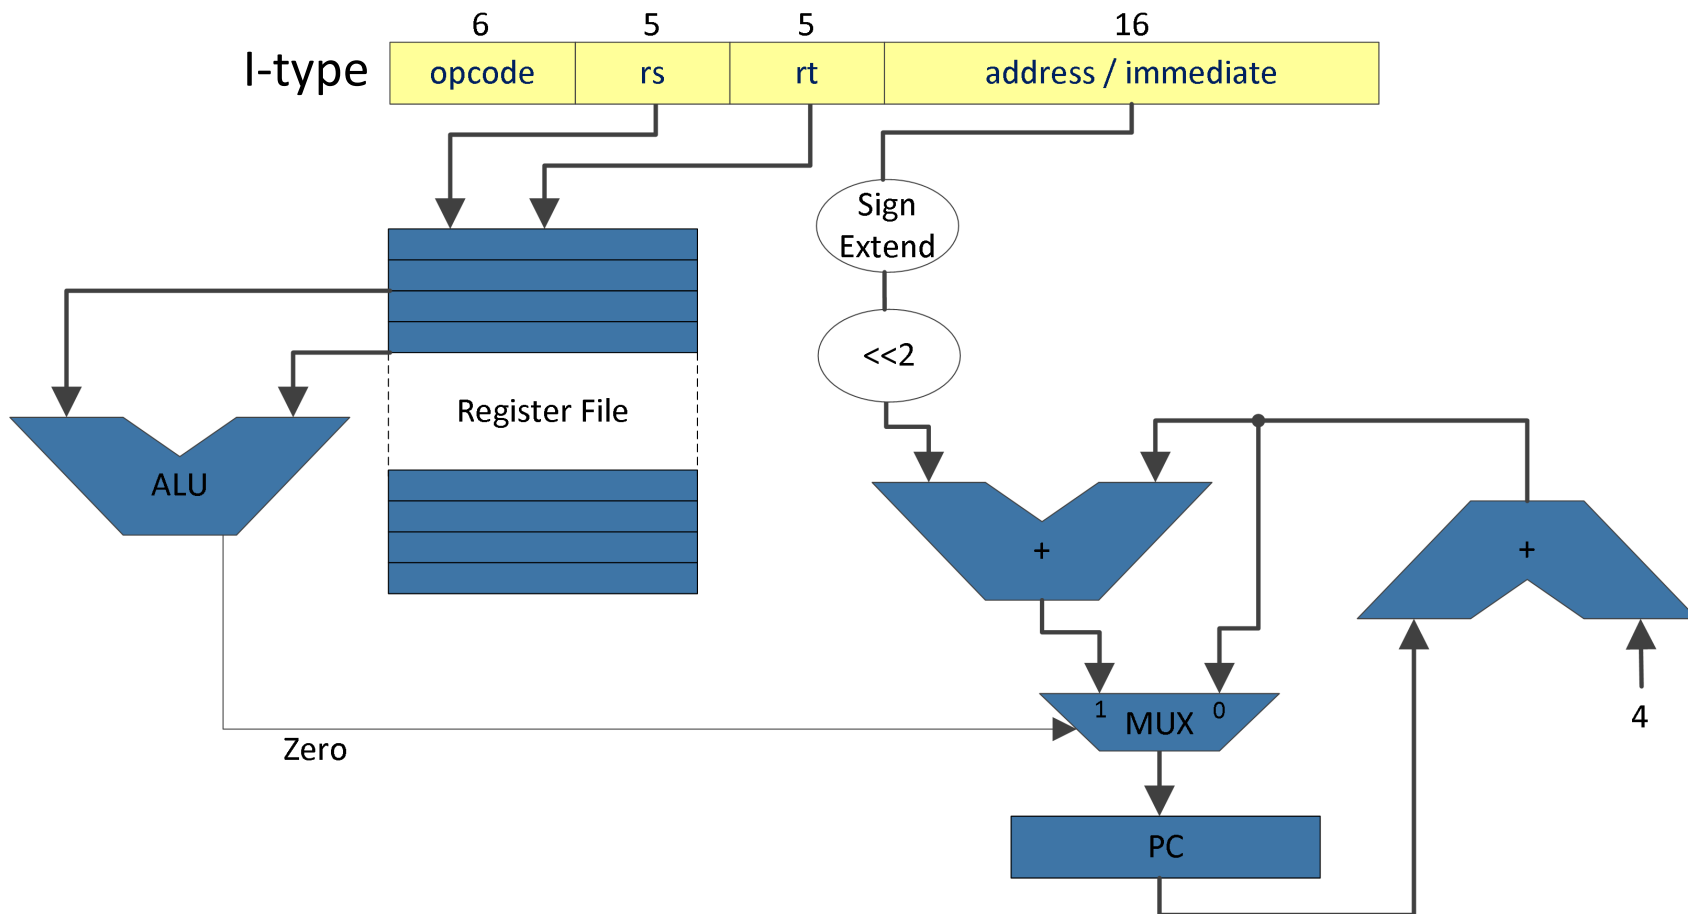 6 5 5 16
I-type opcode rs rt address / immediate
Sign
Extend
<<2
Register File
ALU
+
+
1 MUX 0
4
Zero
PC